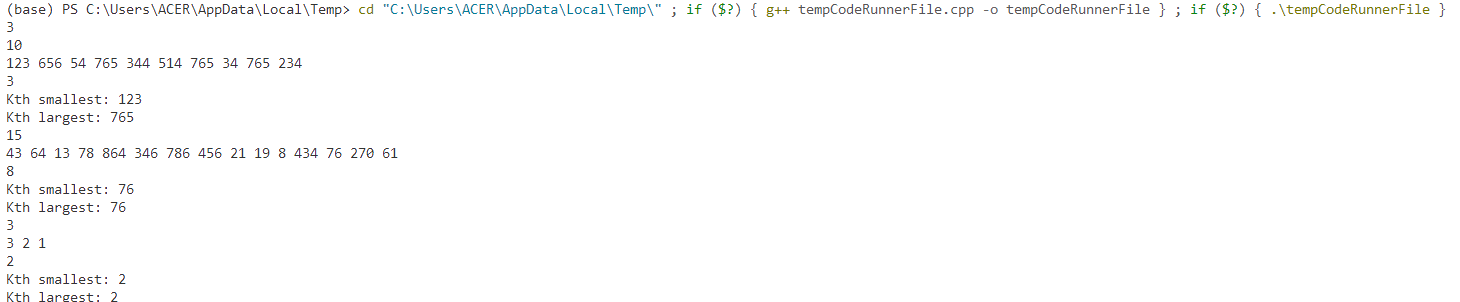 (base) PS C:\Users\ACER\AppData\Local\Temp> cd "C:\Users\ACER\AppData\Local\Temp\" ; if ($?) { g++ tempCodeRunnerFile.cpp -o tempCodeRunnerFile } ; if ($?) { .\tempCodeRunnerFile }
3
10
123 656 54 765 344 514 765 34 765 234
3
Kth smallest: 123
Kth largest: 765
15
43 64 13 78 864 346 786 456 21 19 8 434 76 270 61
8
Kth smallest: 76
Kth largest: 76
3
3 2 1
2
Kth smallest: 2
Kth largest: 2